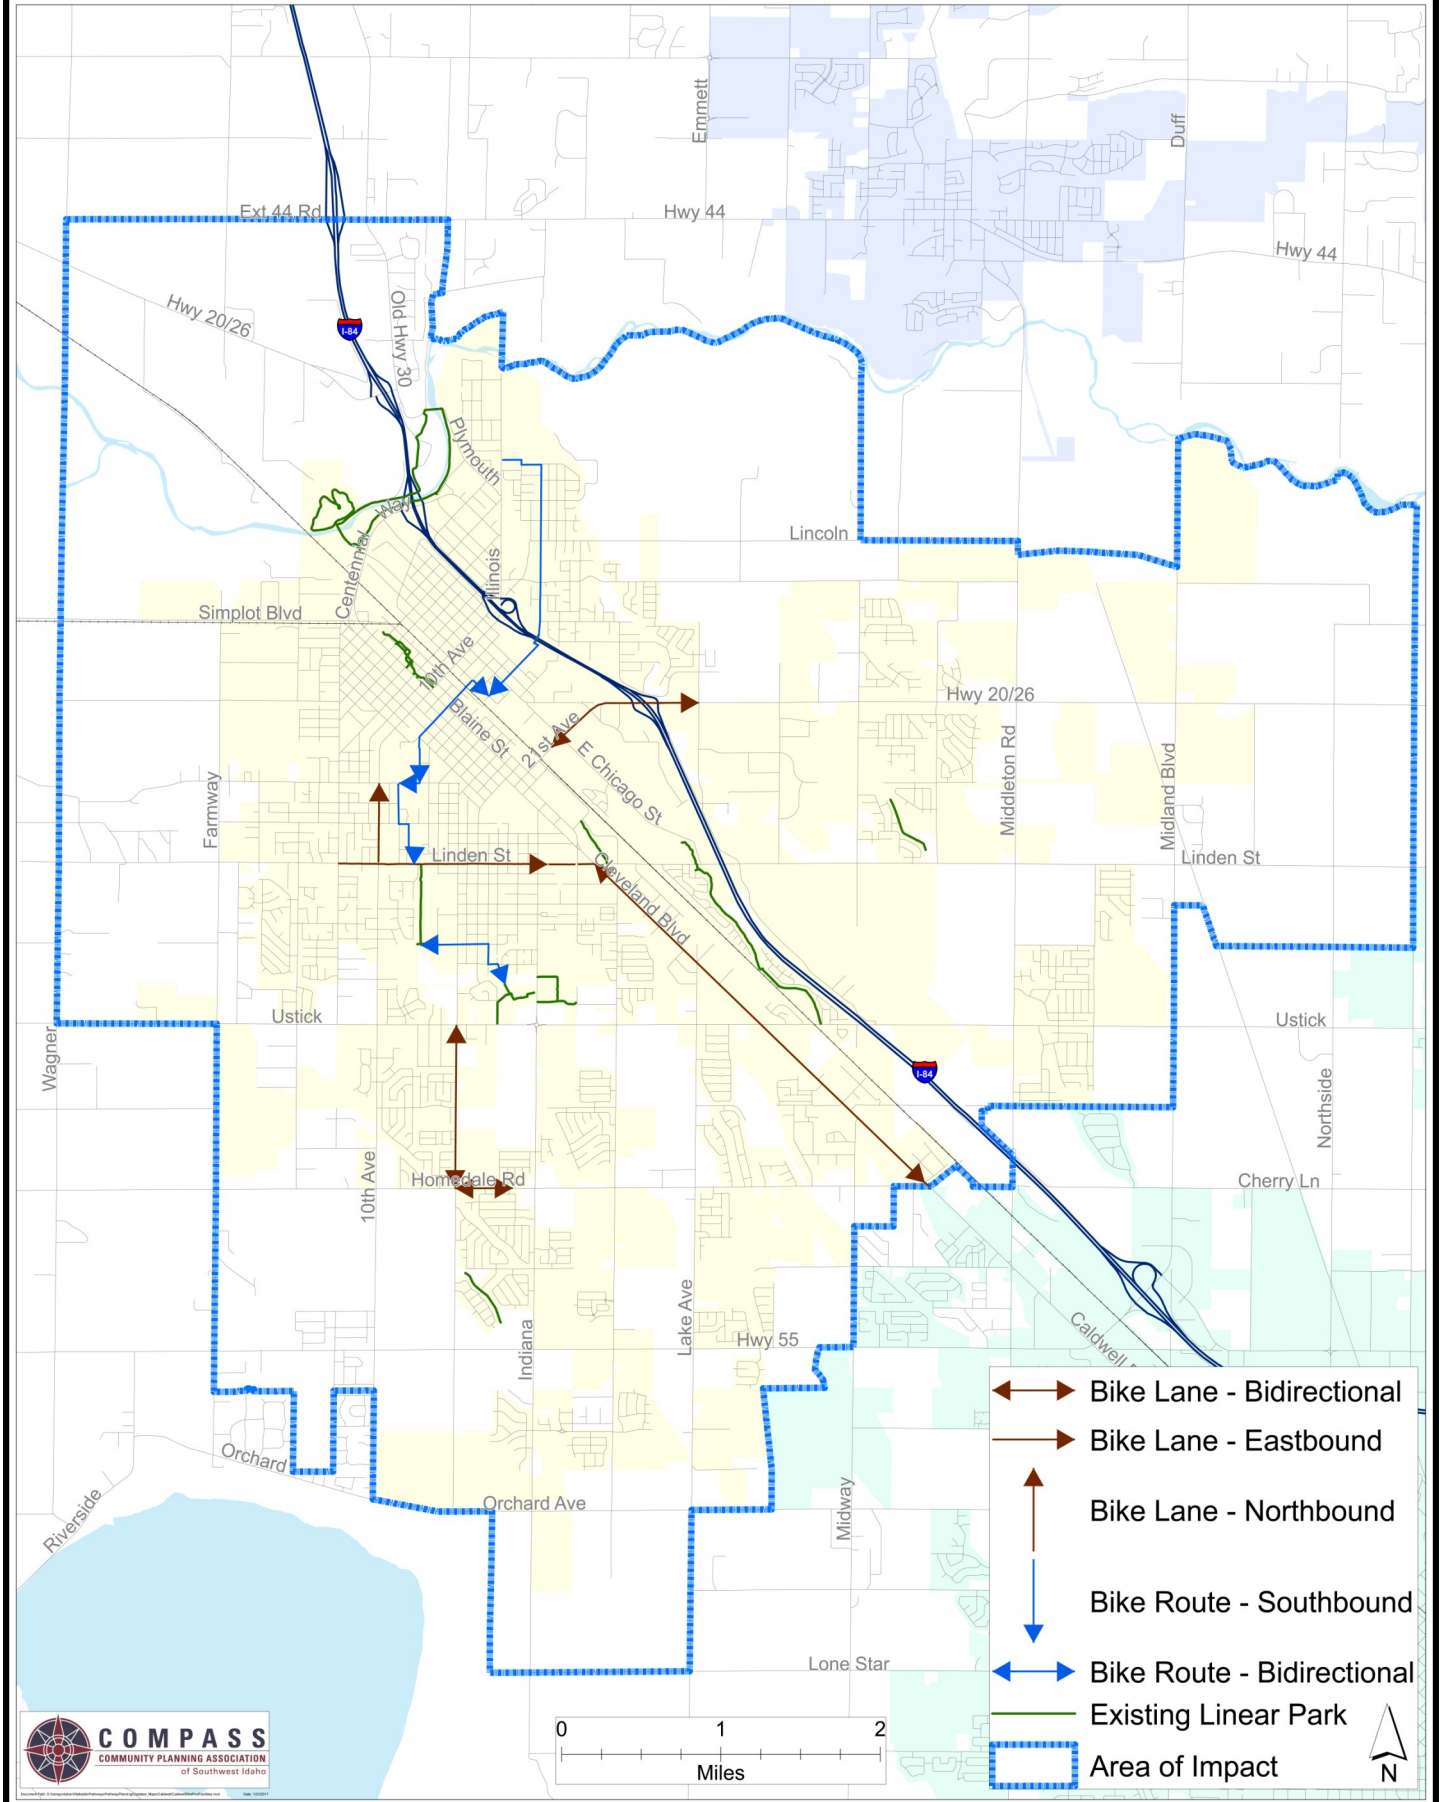 Emmett
Duff
Ext 44 Rd
Hwy 44
Hwy 44
Hwy 20/26
Old Hwy 30
I-84
Plymouth
Way
Centennial
Illinois
Lincoln
Simplot Blvd
10th Ave
Blaine St
21st Ave
E Chicago St
Hwy 20/26
Middleton Rd
Midland Blvd
Farmway
Linden St
Linden St
Cleveland Blvd
Ustick
Ustick
Wagner
I-84
Northside
10th Ave
Homedale Rd
Cherry Ln
Indiana
Lake Ave
Hwy 55
Caldwell
Orchard
Orchard Ave
Riverside
Midway
Lone Star
Bike Lane - Bidirectional
Bike Lane - Eastbound
Bike Lane - Northbound
Bike Route - Southbound
Bike Route - Bidirectional
Existing Linear Park
Area of Impact
N
0 1 2
Miles
COMPASS
COMMUNITY PLANNING ASSOCIATION
of Southwest Idaho